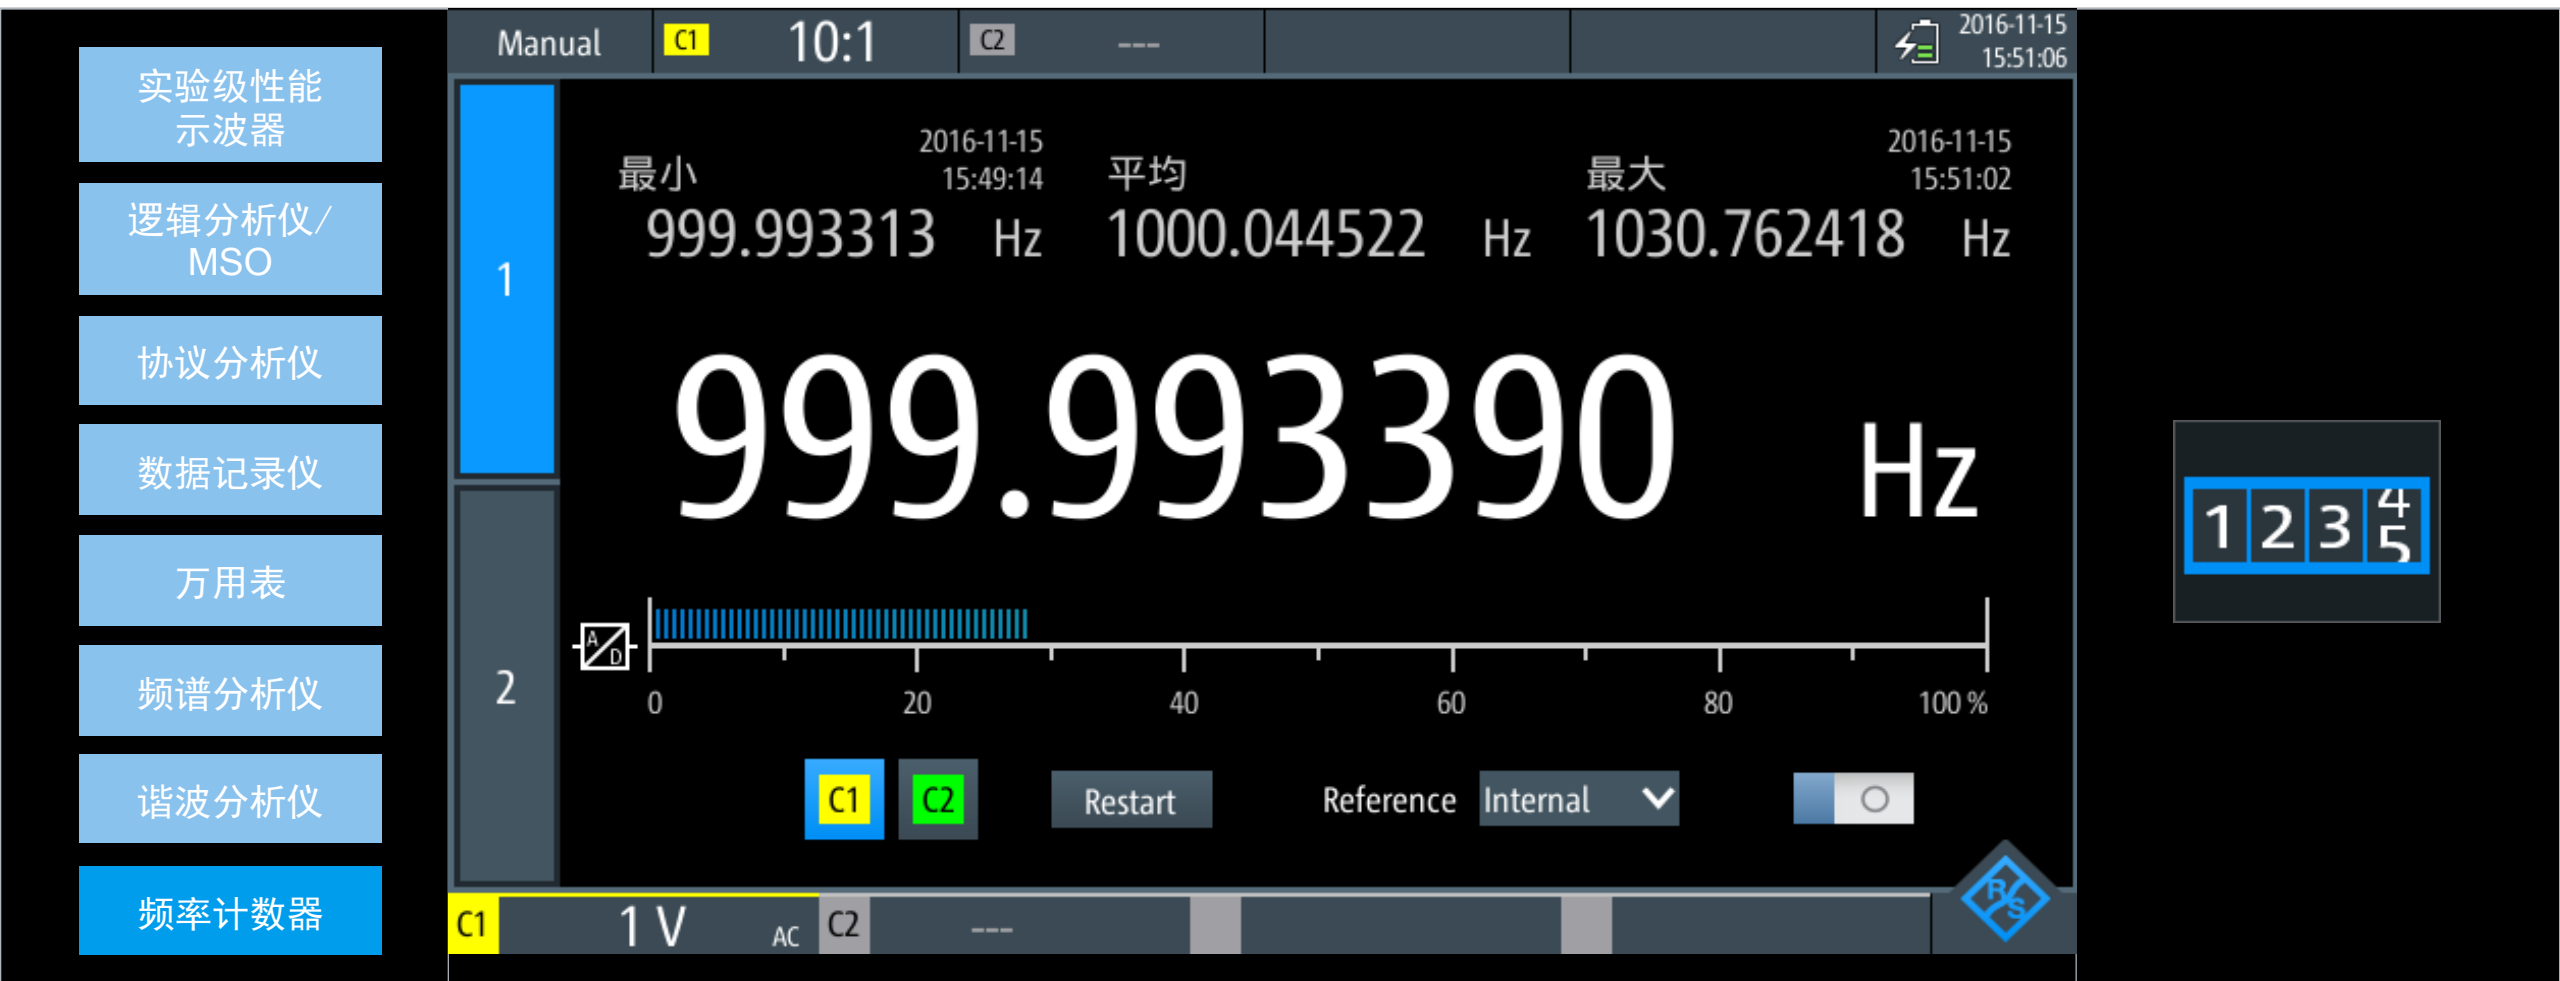 实验级性能
示波器
逻辑分析仪/
MSO
协议分析仪
数据记录仪
万用表
频谱分析仪
谐波分析仪
频率计数器
Manual C1 10:1 C2 --- 2016-11-15
15:51:06
1
2
最小 2016-11-15
15:49:14
999.993313 Hz
平均
1000.044522 Hz
最大 2016-11-15
15:51:02
1030.762418 Hz
999.993390 Hz
A/D
0 20 40 60 80 100 %
C1 C2 Restart Reference Internal
C1 1 V AC C2 ---
R S
1 2 3 4
5